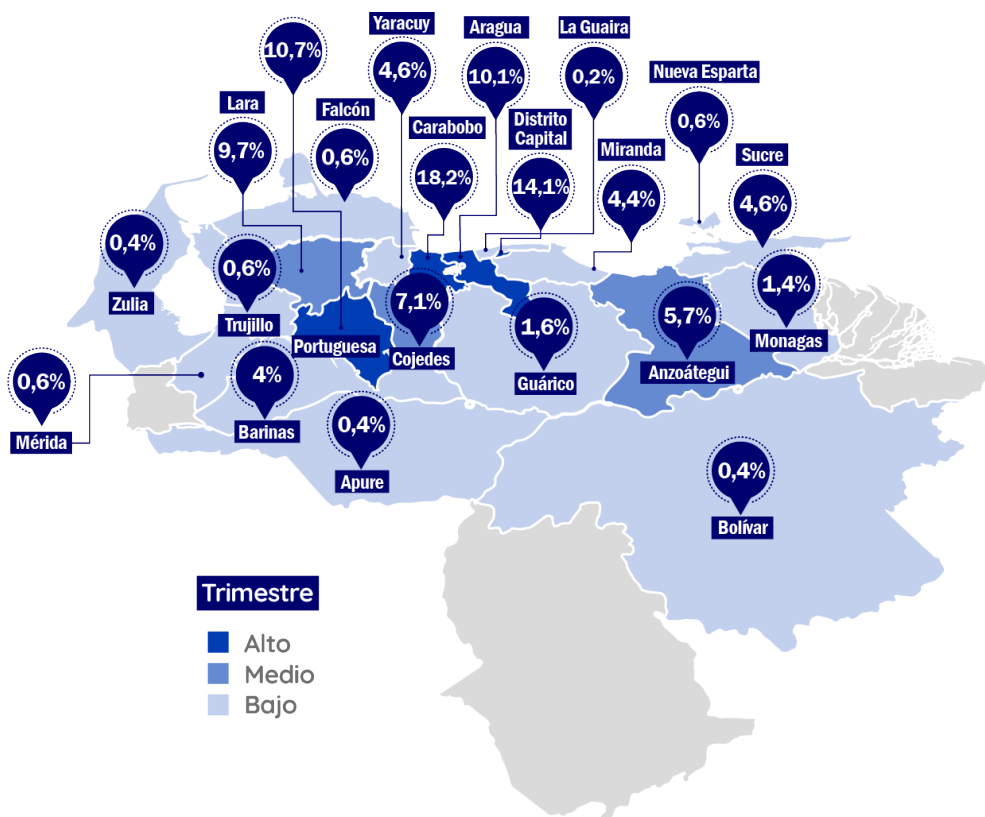 Yaracuy
4,6%
Aragua
10,1%
La Guaira
0,2%
10,7%
Nueva Esparta
0,6%
Lara
9,7%
Falcón
0,6%
Carabobo
18,2%
Distrito
Capital
14,1%
Miranda
4,4%
Sucre
4,6%
0,4%
Zulia
0,6%
Trujillo
Portuguesa
7,1%
Cojedes
1,6%
Guárico
5,7%
Anzoátegui
1,4%
Monagas
0,6%
Mérida
4%
Barinas
0,4%
Apure
0,4%
Bolívar
Trimestre
Alto
Medio
Bajo